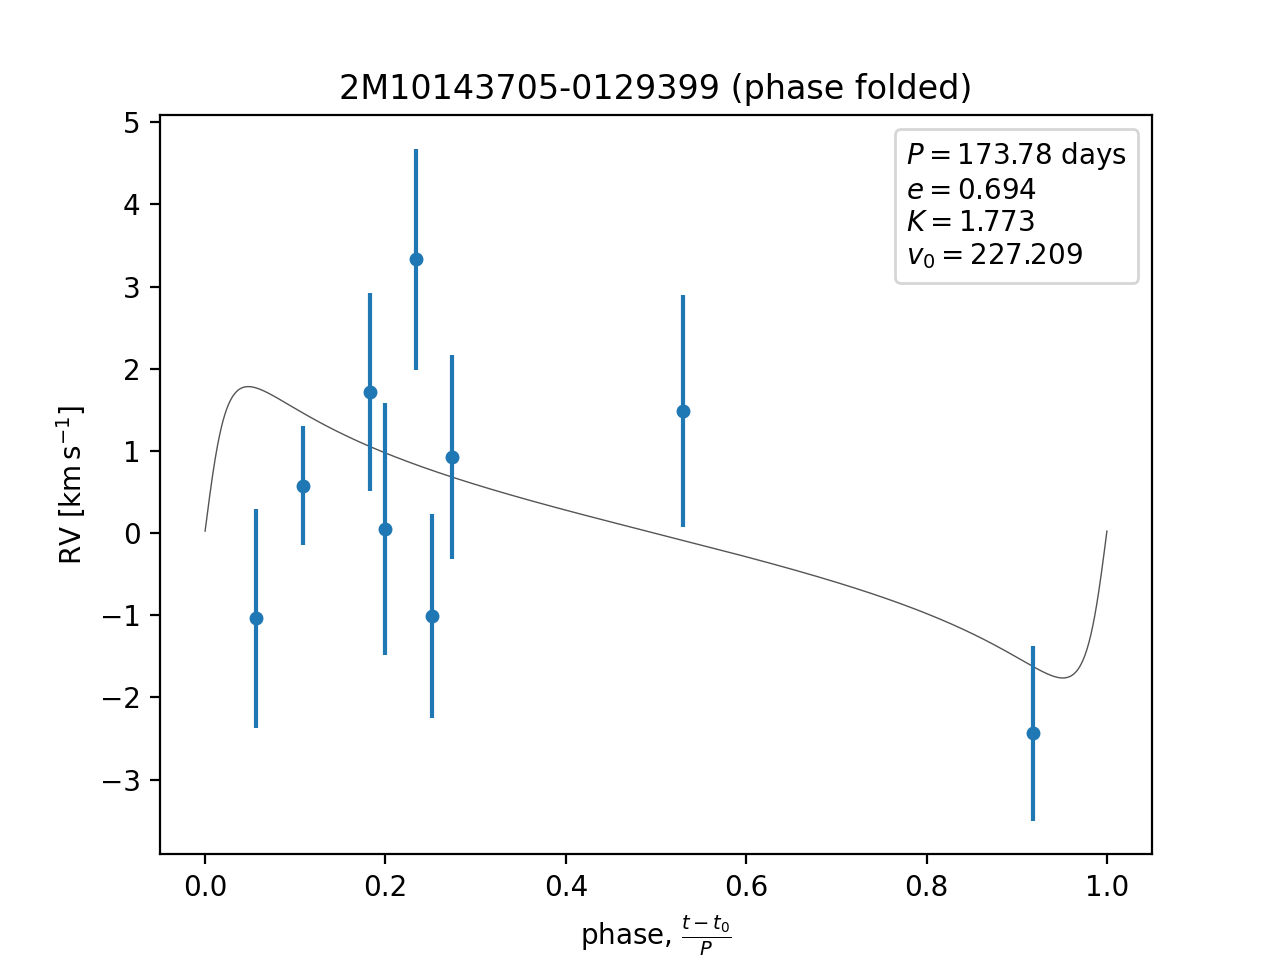 2M10143705-0129399 (phase folded)
P = 173.78 days
e = 0.694
K = 1.773
v₀ = 227.209
RV [km s⁻¹]
5
4
3
2
1
0
−1
−2
−3
0.0 0.2 0.4 0.6 0.8 1.0
phase, (t − t₀)/P